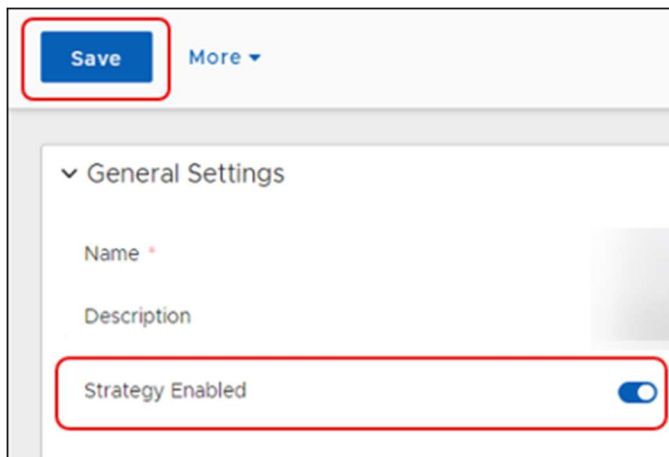 Save More
General Settings
Name *
Description
Strategy Enabled